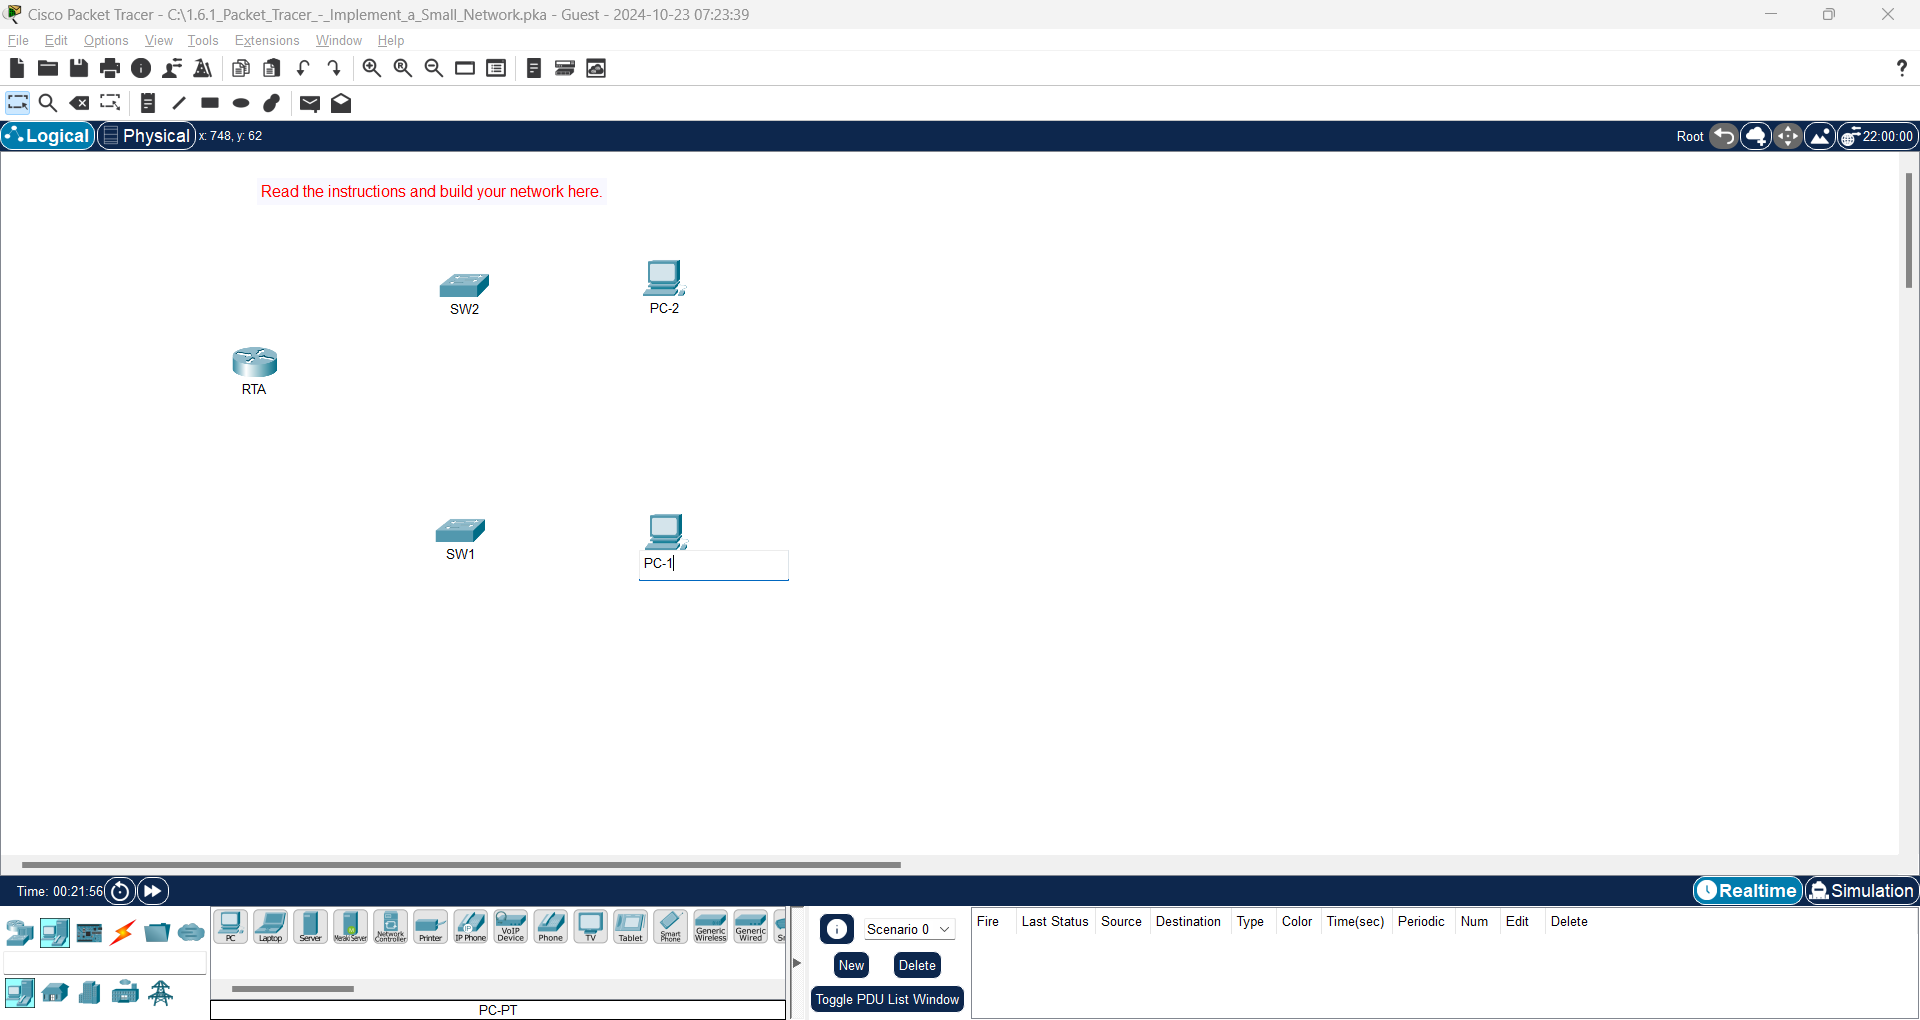 Cisco Packet Tracer - C:\1.6.1_Packet_Tracer_-_Implement_a_Small_Network.pka - Guest - 2024-10-23 07:23:39
File Edit Options View Tools Extensions Window Help
Logical Physical x: 748, y: 62 Root 22:00:00
Read the instructions and build your network here.
SW2
PC-2
RTA
SW1
PC-1
Time: 00:21:56 Realtime Simulation
PC Laptop Server Meraki Server Network Controller Printer IP Phone VoIP Device Phone TV Tablet Smart Phone Generic Wireless Generic Wired
Scenario 0
New Delete
Toggle PDU List Window
Fire Last Status Source Destination Type Color Time(sec) Periodic Num Edit Delete
PC-PT